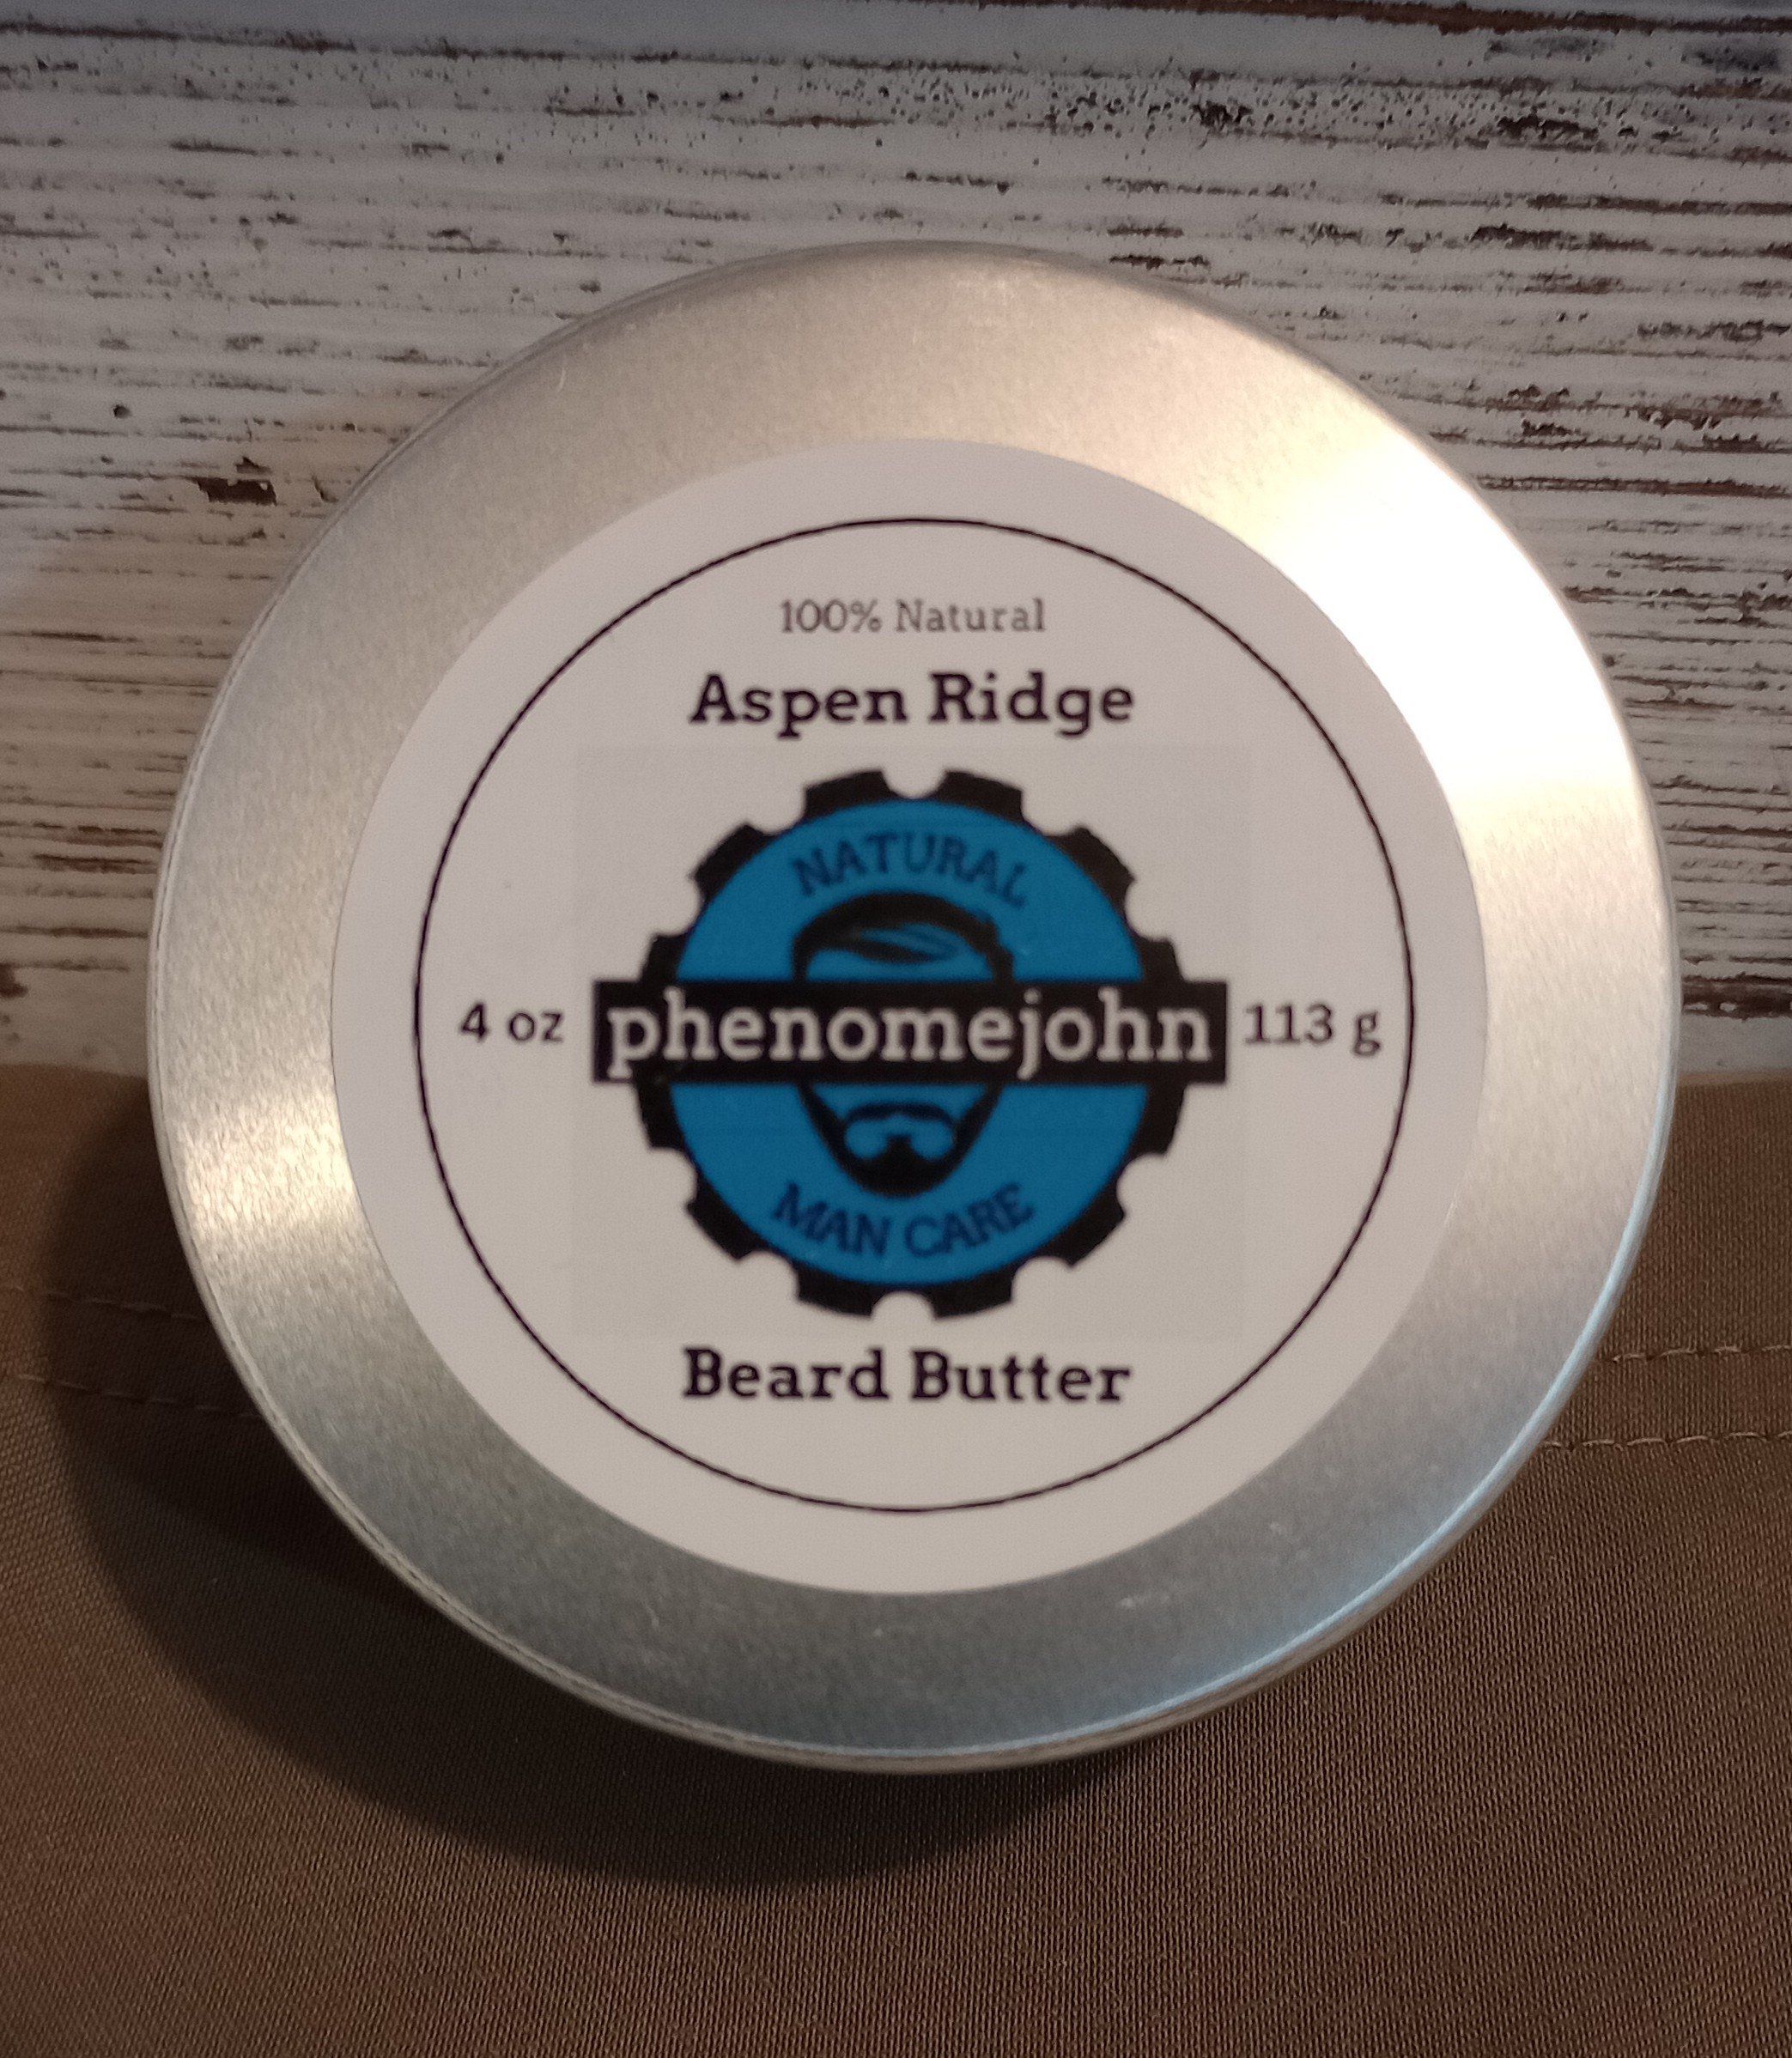 100% Natural
Aspen Ridge
NATURAL
4 oz phenomejohn 113 g
MAN CARE
Beard Butter